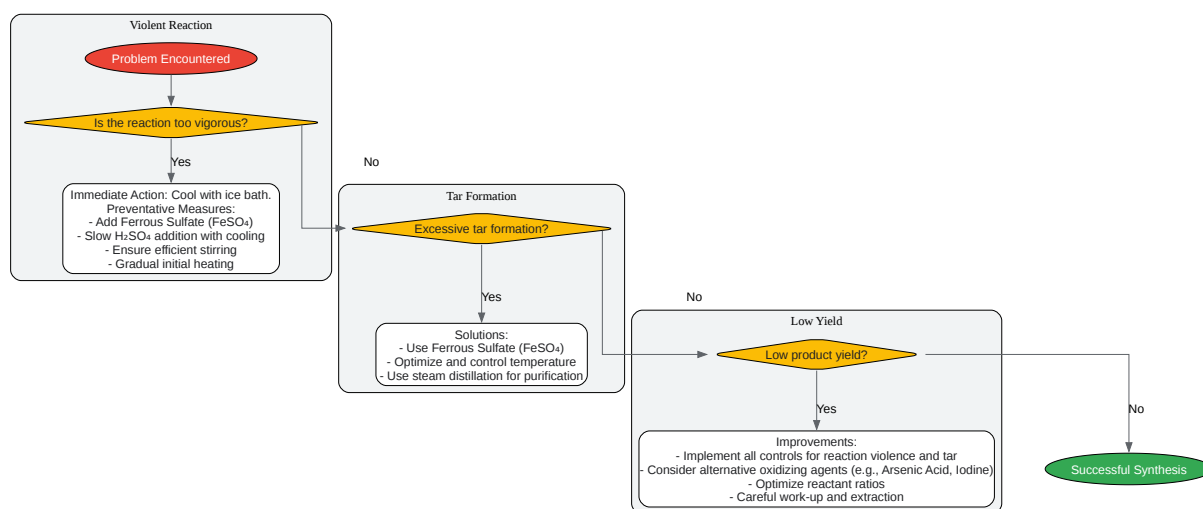 Violent Reaction
Problem Encountered
Is the reaction too vigorous?
Yes
No
Immediate Action: Cool with ice bath.
Preventative Measures:
- Add Ferrous Sulfate (FeSO₄)
- Slow H₂SO₄ addition with cooling
- Ensure efficient stirring
- Gradual initial heating
Tar Formation
Excessive tar formation?
Yes
No
Solutions:
- Use Ferrous Sulfate (FeSO₄)
- Optimize and control temperature
- Use steam distillation for purification
Low Yield
Low product yield?
Yes
No
Improvements:
- Implement all controls for reaction violence and tar
- Consider alternative oxidizing agents (e.g., Arsenic Acid, Iodine)
- Optimize reactant ratios
- Careful work-up and extraction
Successful Synthesis